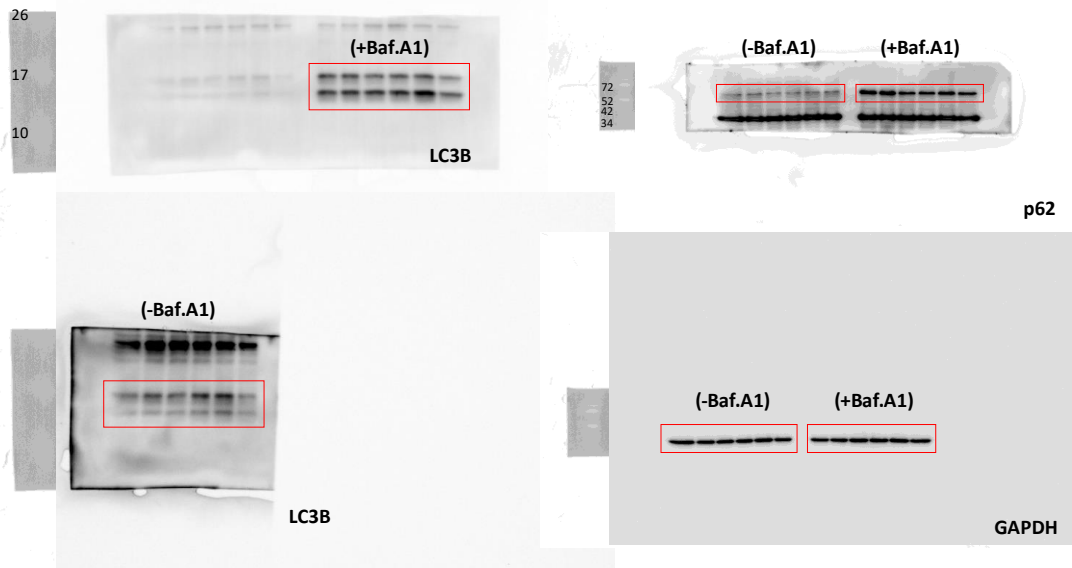 26
17
10
(+Baf.A1)
LC3B
(-Baf.A1) (+Baf.A1)
72
52
42
34
p62
(-Baf.A1)
LC3B
(-Baf.A1) (+Baf.A1)
GAPDH